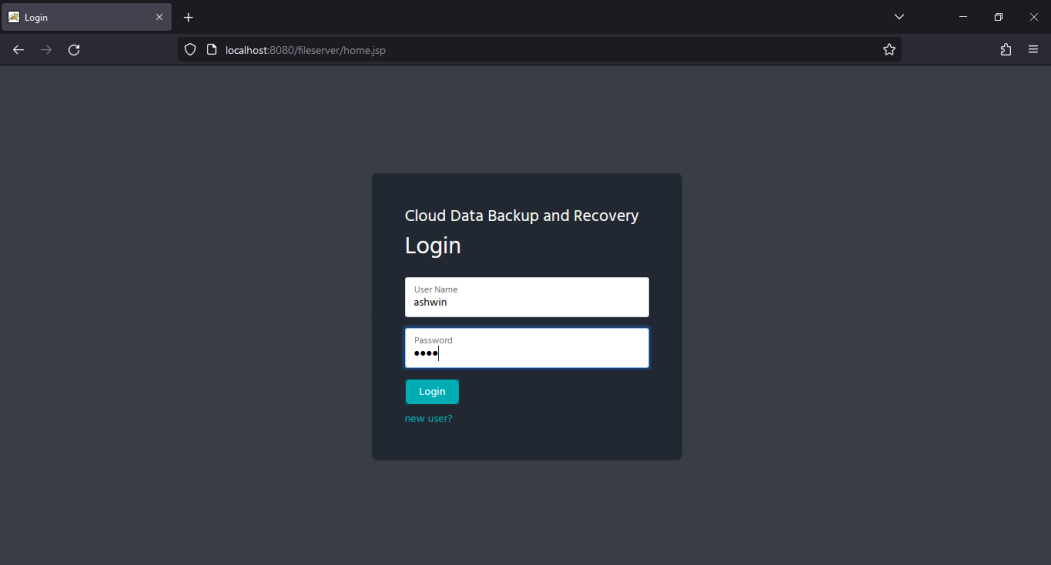 Login
localhost:8080/fileserver/home.jsp
Cloud Data Backup and Recovery
Login
User Name
ashwin
Password
••••
Login
new user?